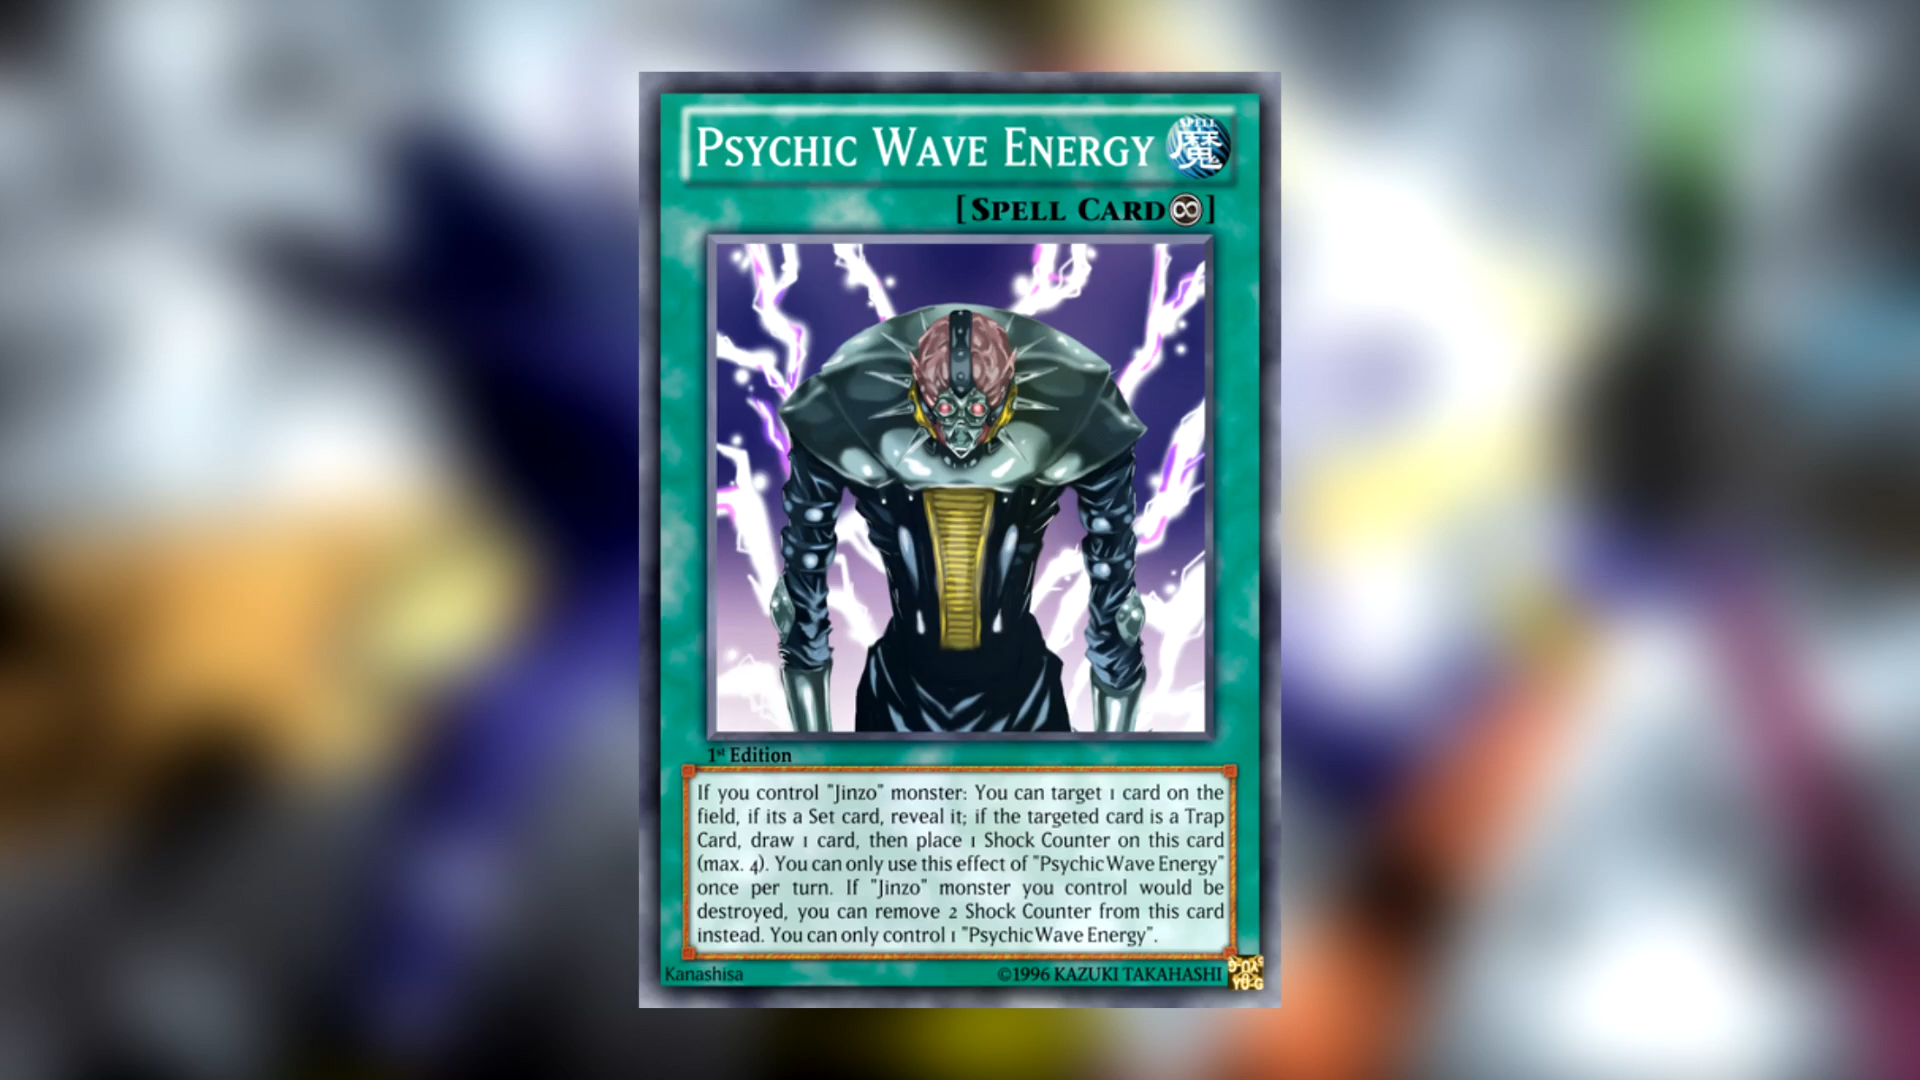 PSYCHIC WAVE ENERGY
SPELL
魔
[SPELL CARD∞]
1st Edition
If you control "Jinzo" monster: You can target 1 card on the
field, if its a Set card, reveal it; if the targeted card is a Trap
Card, draw 1 card, then place 1 Shock Counter on this card
(max. 4). You can only use this effect of "Psychic Wave Energy"
once per turn. If "Jinzo" monster you control would be
destroyed, you can remove 2 Shock Counter from this card
instead. You can only control 1 "Psychic Wave Energy".
Kanashisa
©1996 KAZUKI TAKAHASHI